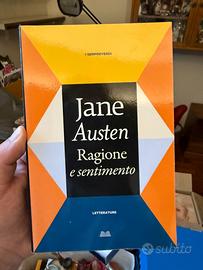 I SEMPREVERDI
Jane
Austen
Ragione
e sentimento
LETTERATURE
subito